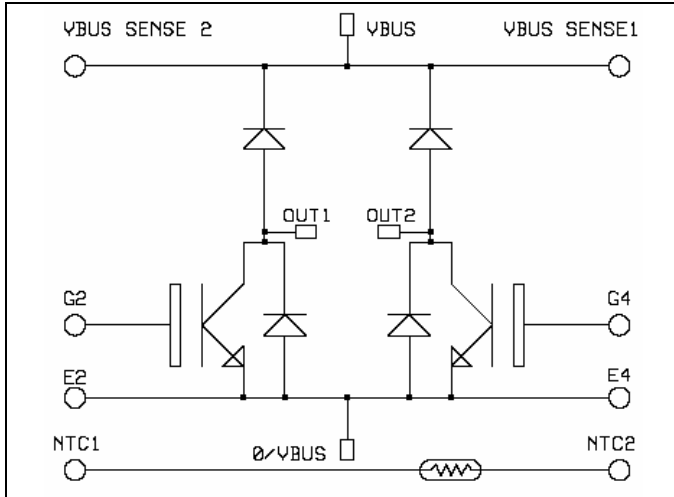 VBUS SENSE 2
VBUS
VBUS SENSE1
OUT1
OUT2
G2
G4
E2
E4
NTC1
0/VBUS
NTC2